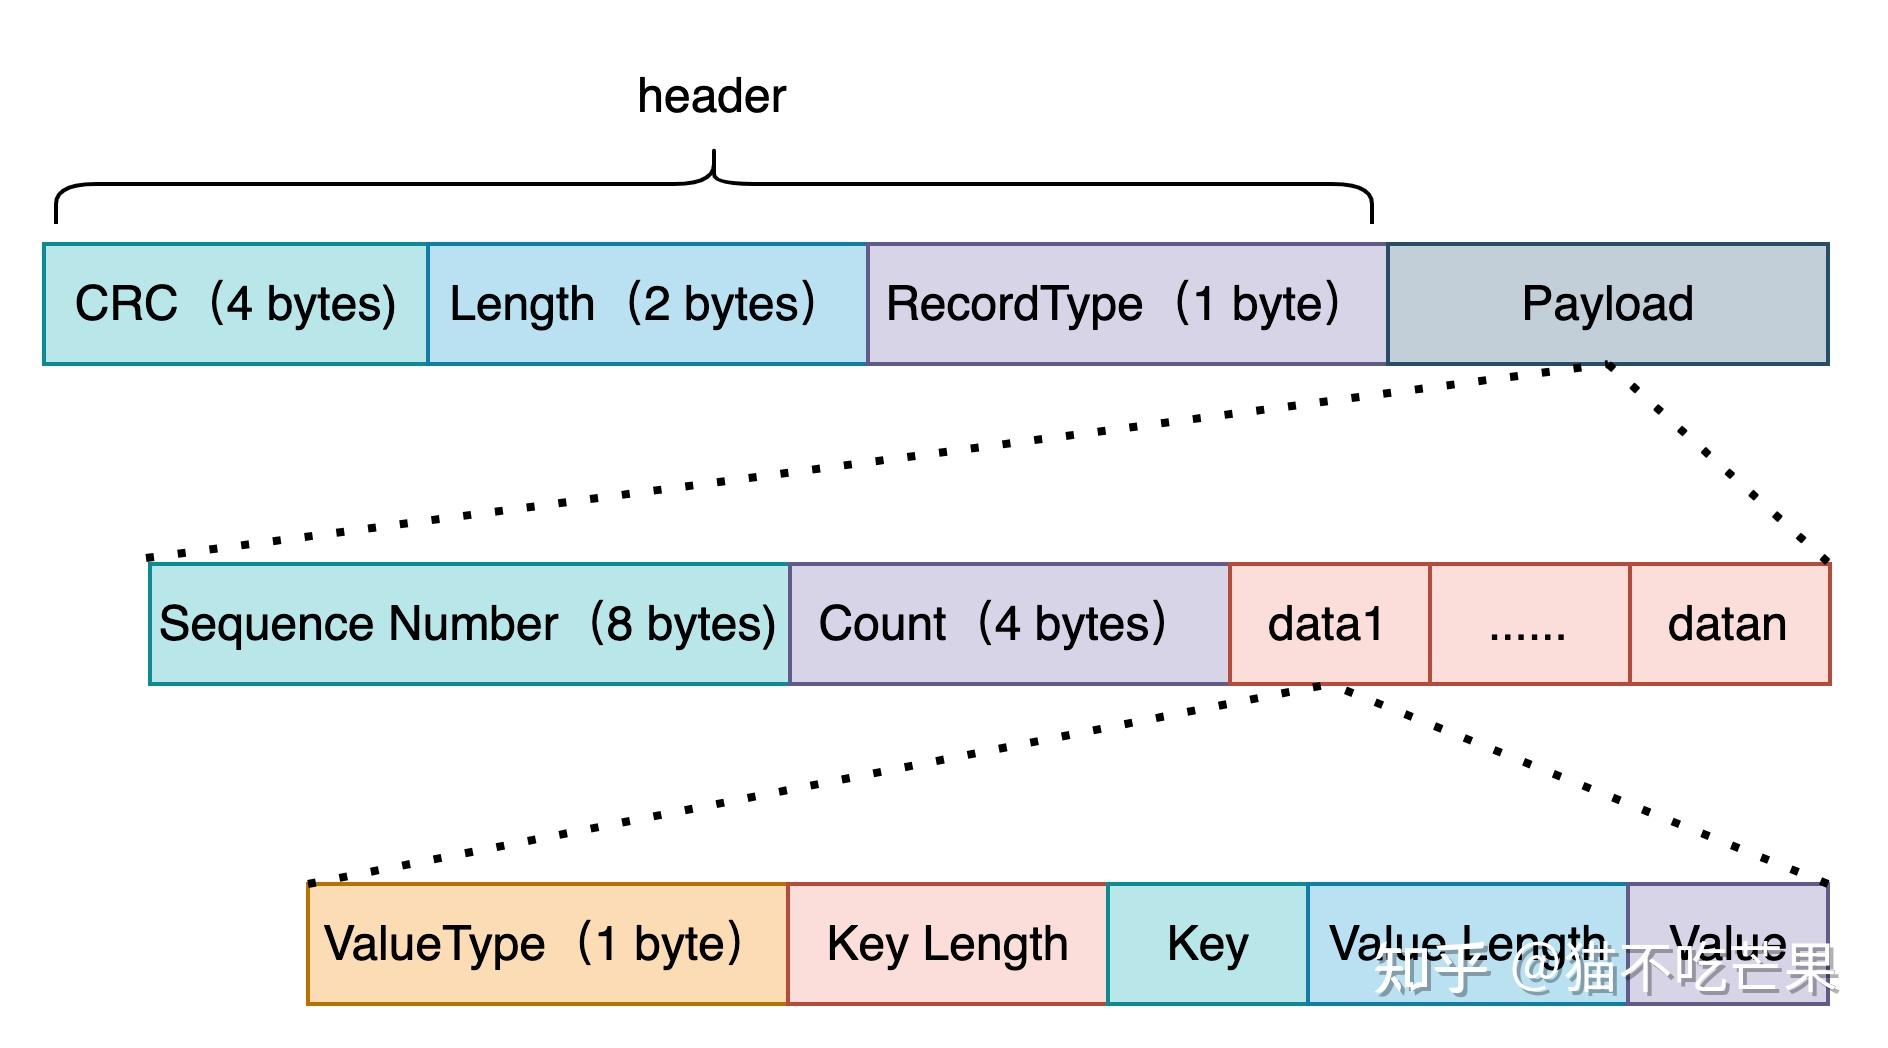 header
CRC（4 bytes)
Length（2 bytes）
RecordType（1 byte）
Payload
Sequence Number（8 bytes)
Count（4 bytes）
data1
......
datan
ValueType（1 byte）
Key Length
Key
Value Length
Value
知乎 @猫不吃芒果